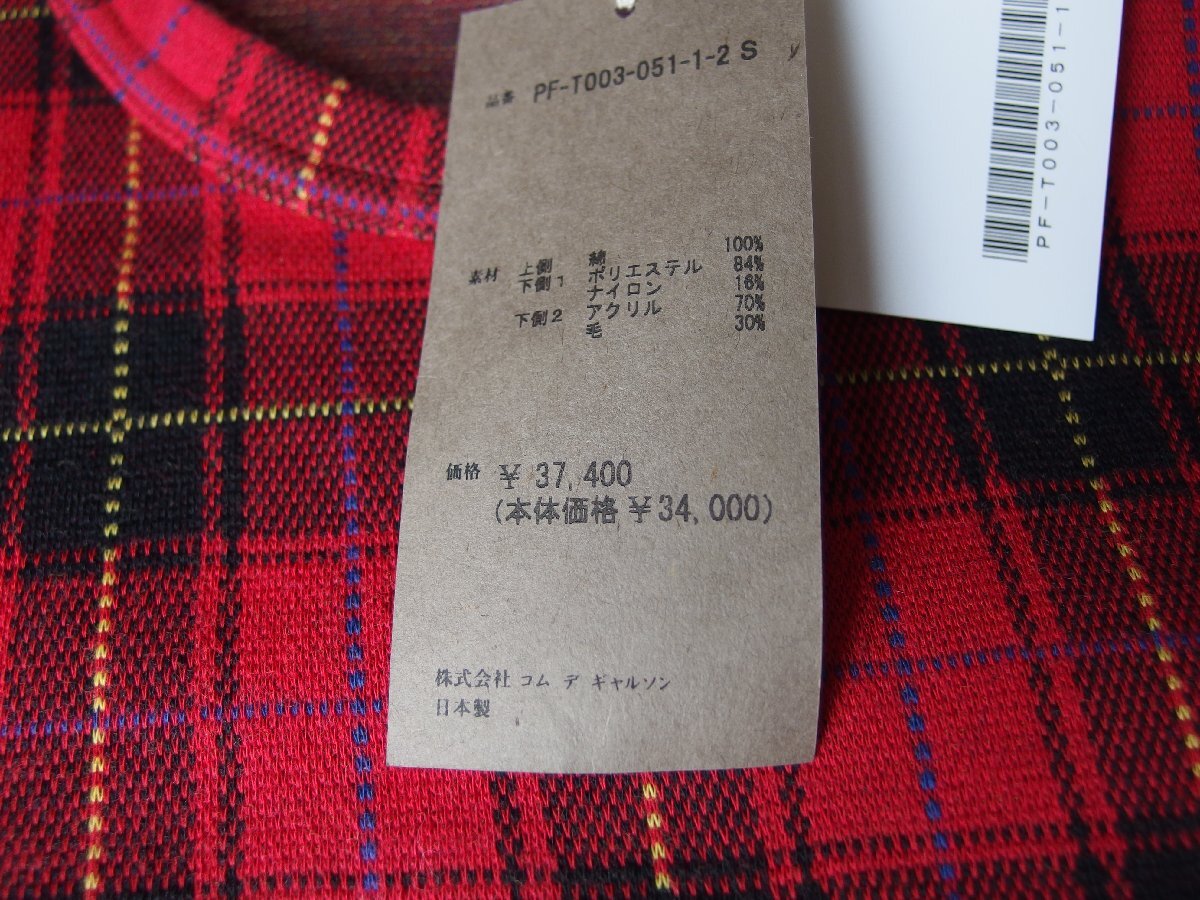 品番 PF-T003-051-1-2 S
素材 上側 綿 100%
下側1 ポリエステル 84%
ナイロン 16%
下側2 アクリル 70%
毛 30%
価格 ¥ 37,400
(本体価格 ¥34,000)
株式会社 コム デ ギャルソン
日本製
PF-T003-051-1